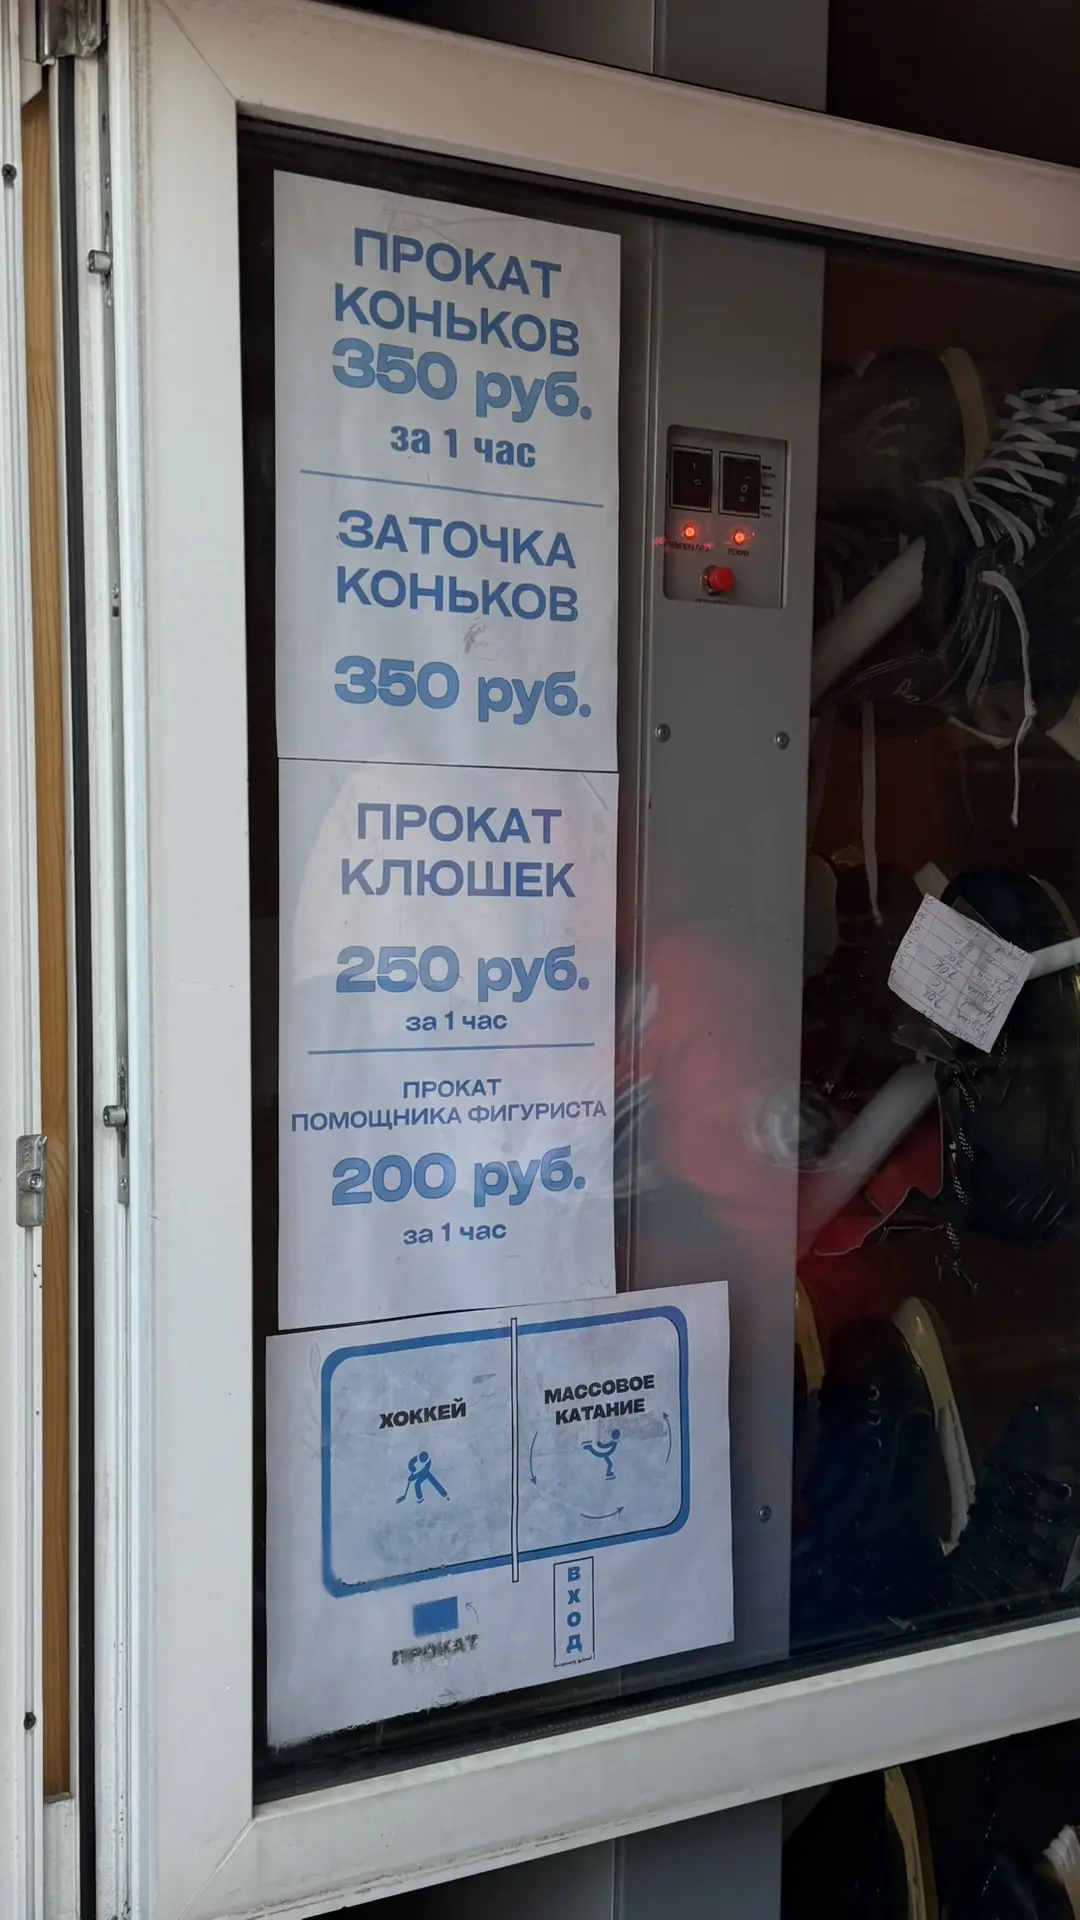 ПРОКАТ
КОНЬКОВ
350 руб.
за 1 час
ЗАТОЧКА
КОНЬКОВ
350 руб.
ПРОКАТ
КЛЮШЕК
250 руб.
за 1 час
ПРОКАТ
ПОМОЩНИКА ФИГУРИСТА
200 руб.
за 1 час
ХОККЕЙ
МАССОВОЕ
КАТАНИЕ
ПРОКАТ
ВХОД
РЕЖИМ